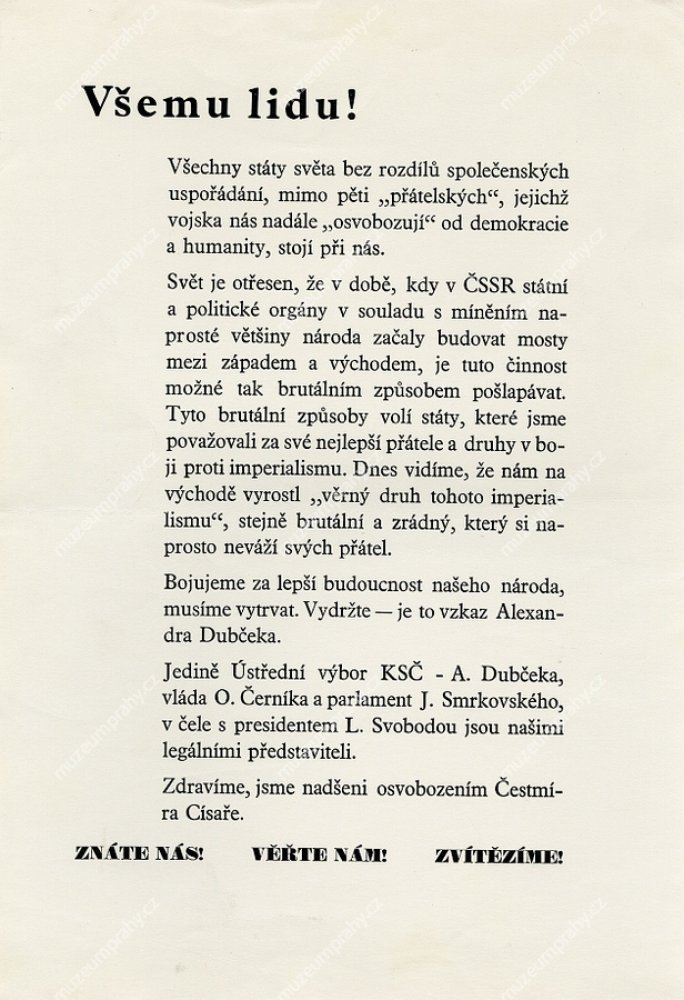 Všemu lidu!
Všechny státy světa bez rozdílů společenských
uspořádání, mimo pěti „přátelských“, jejichž
vojska nás nadále „osvobozují“ od demokracie
a humanity, stojí při nás.
Svět je otřesen, že v době, kdy v ČSSR státní
a politické orgány v souladu s míněním na-
prosté většiny národa začaly budovat mosty
mezi západem a východem, je tuto činnost
možné tak brutálním způsobem pošlapávat.
Tyto brutální způsoby volí státy, které jsme
považovali za své nejlepší přátele a druhy v bo-
ji proti imperialismu. Dnes vidíme, že nám na
východě vyrostl „věrný druh tohoto imperia-
lismu“, stejně brutální a zrádný, který si na-
prosto neváží svých přátel.
Bojujeme za lepší budoucnost našeho národa,
musíme vytrvat. Vydržte — je to vzkaz Alexan-
dra Dubčeka.
Jedině Ústřední výbor KSČ - A. Dubčeka,
vláda O. Černíka a parlament J. Smrkovského,
v čele s presidentem L. Svobodou jsou našimi
legálními představiteli.
Zdravíme, jsme nadšeni osvobozením Čestmí-
ra Císaře.
ZNÁTE NÁS! VĚŘTE NÁM! ZVÍTĚZÍME!
muzeumprahy.cz